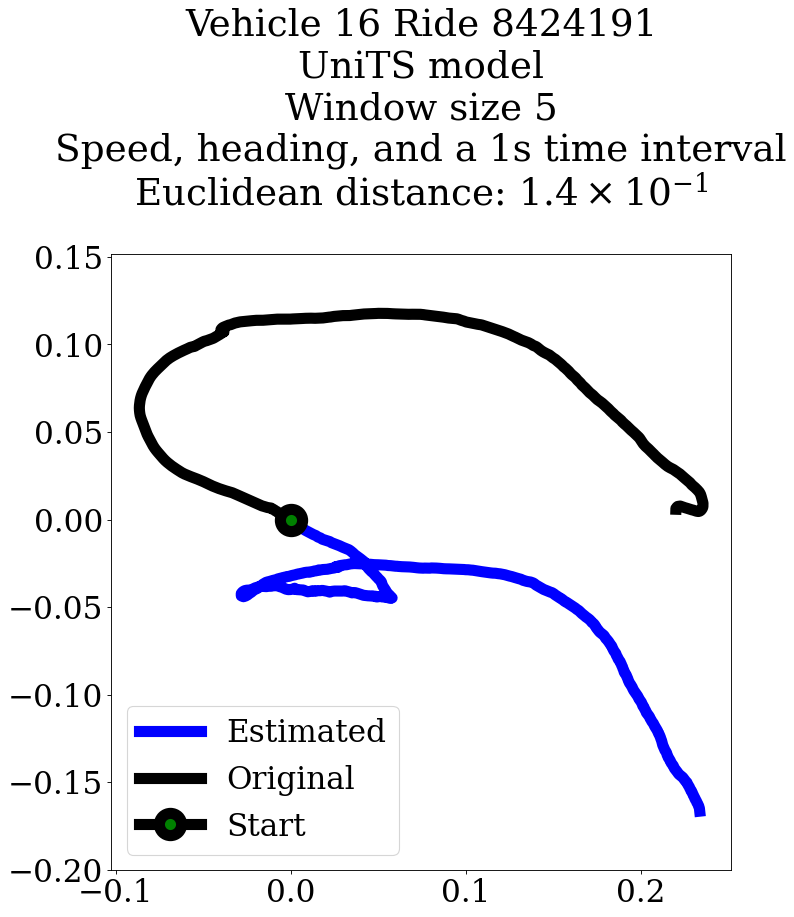 Vehicle 16 Ride 8424191
UniTS model
Window size 5
Speed, heading, and a 1s time interval
Euclidean distance: 1.4 × 10⁻¹
0.15
0.10
0.05
0.00
−0.05
−0.10
−0.15
−0.20
Estimated
Original
Start
−0.1
0.0
0.1
0.2